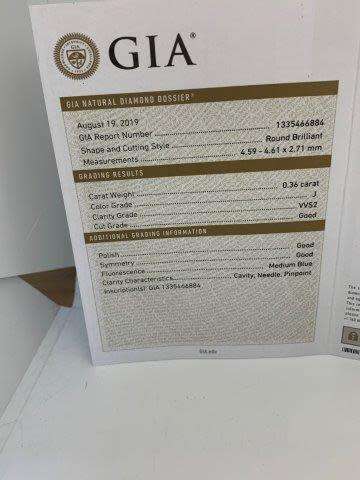 GIA®
GIA NATURAL DIAMOND DOSSIER®
August 19, 2019
GIA Report Number 1335466884
Shape and Cutting Style Round Brilliant
Measurements 4.59 - 4.61 x 2.71 mm
GRADING RESULTS
Carat Weight 0.36 carat
Color Grade J
Clarity Grade VVS2
Cut Grade Good
ADDITIONAL GRADING INFORMATION
Polish Good
Symmetry Good
Fluorescence Medium Blue
Clarity Characteristics Cavity, Needle, Pinpoint
Inscription(s): GIA 1335466884
GIA.edu